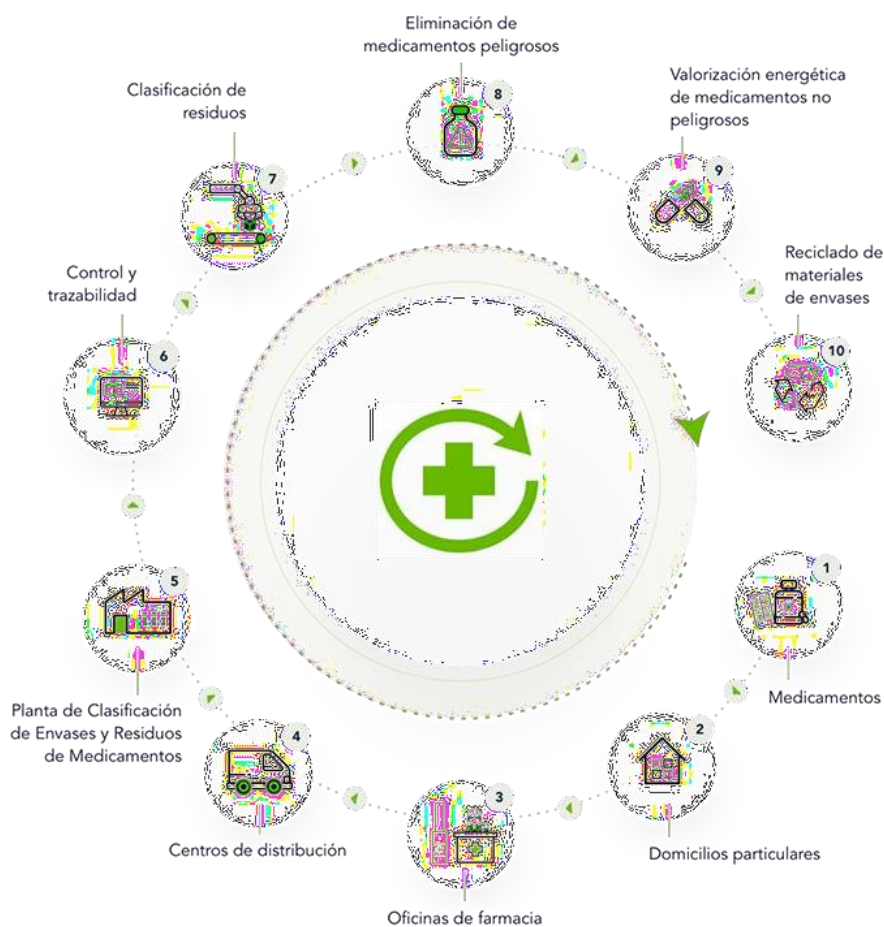 Eliminación de
medicamentos peligrosos
8
Valorización energética
de medicamentos no
peligrosos
9
Clasificación de
residuos
7
Reciclado de
materiales
de envases
10
Control y
trazabilidad
6
1
Medicamentos
5
Planta de Clasificación
de Envases y Residuos
de Medicamentos
2
Domicilios particulares
4
Centros de distribución
3
Oficinas de farmacia